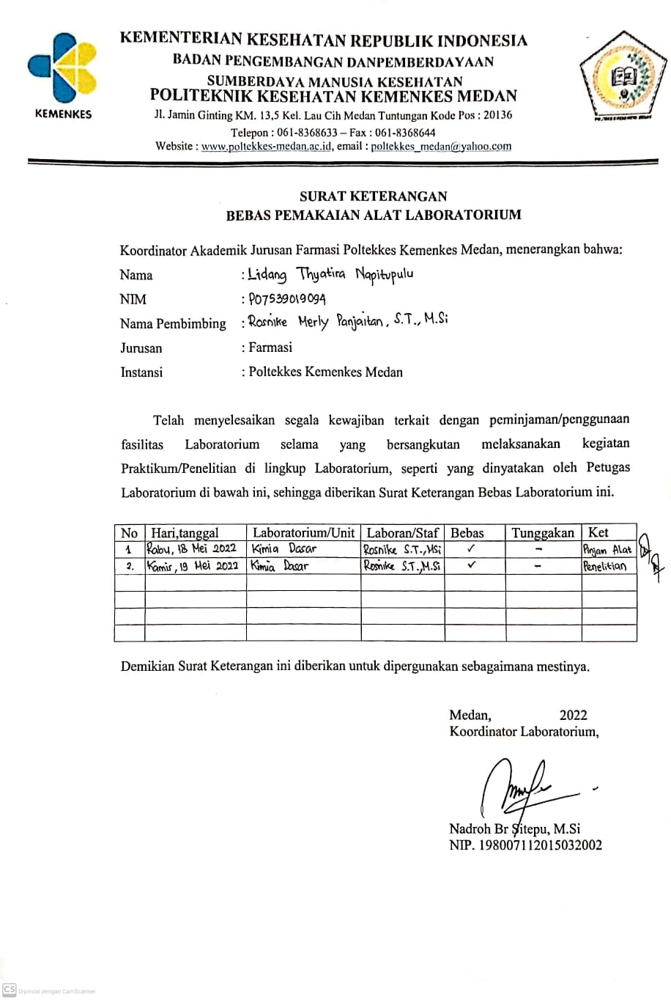 KEMENTERIAN KESEHATAN REPUBLIK INDONESIA
BADAN PENGEMBANGAN DANPEMBERDAYAAN
SUMBERDAYA MANUSIA KESEHATAN
POLITEKNIK KESEHATAN KEMENKES MEDAN
KEMENKES
Jl. Jamin Ginting KM. 13,5 Kel. Lau Cih Medan Tuntungan Kode Pos : 20136
Telepon : 061-8368633 – Fax : 061-8368644
Website : www.poltekkes-medan.ac.id, email : poltekkes_medan@yahoo.com
SURAT KETERANGAN
BEBAS PEMAKAIAN ALAT LABORATORIUM
Koordinator Akademik Jurusan Farmasi Poltekkes Kemenkes Medan, menerangkan bahwa:
Nama : Lidang Thyatira Napitupulu
NIM : P07539019094
Nama Pembimbing : Rosnike Merly Panjaitan, S.T., M.Si
Jurusan : Farmasi
Instansi : Poltekkes Kemenkes Medan
Telah menyelesaikan segala kewajiban terkait dengan peminjaman/penggunaan
fasilitas Laboratorium selama yang bersangkutan melaksanakan kegiatan
Praktikum/Penelitian di lingkup Laboratorium, seperti yang dinyatakan oleh Petugas
Laboratorium di bawah ini, sehingga diberikan Surat Keterangan Bebas Laboratorium ini.
No Hari,tanggal Laboratorium/Unit Laboran/Staf Bebas Tunggakan Ket
1 Rabu, 18 Mei 2022 Kimia Dasar Rosnike S.T.,MSi ✓ - Pinjan Alat
2. Kamis, 19 Mei 2022 Kimia Dasar Rosnike S.T.,M.Si ✓ - Penelitian
Demikian Surat Keterangan ini diberikan untuk dipergunakan sebagaimana mestinya.
Medan, 2022
Koordinator Laboratorium,
Nadroh Br Sitepu, M.Si
NIP. 198007112015032002
CS Dipindai dengan CamScanner